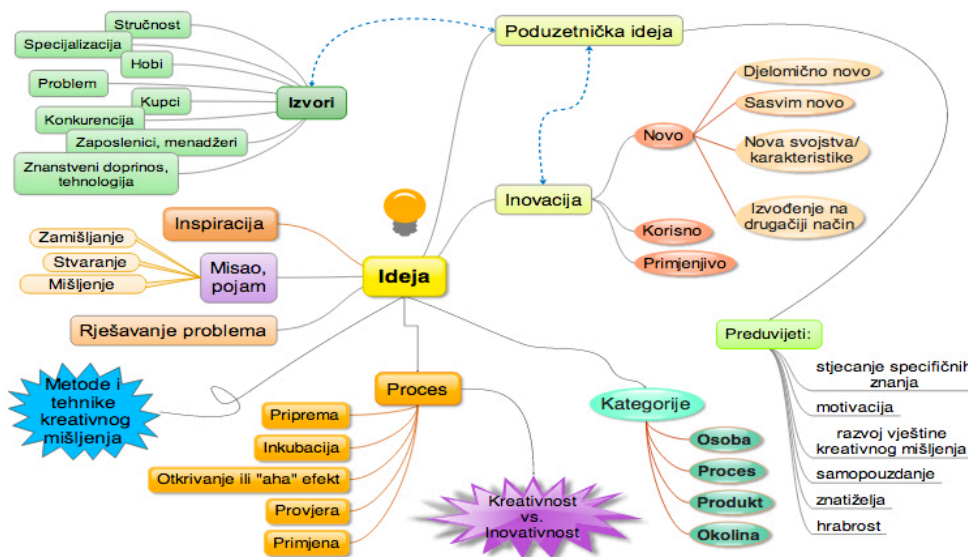 Stručnost
Specijalizacija
Hobi
Problem
Kupci
Konkurencija
Zaposlenici, menadžeri
Znanstveni doprinos,
tehnologija
Izvori
Poduzetnička ideja
Inovacija
Novo
Korisno
Primjenjivo
Djelomično novo
Sasvim novo
Nova svojstva/
karakteristike
Izvođenje na
drugačiji način
Inspiracija
Zamišljanje
Stvaranje
Mišljenje
Misao,
pojam
Rješavanje problema
Ideja
Metode i
tehnike
kreativnog
mišljenja
Proces
Priprema
Inkubacija
Otkrivanje ili "aha" efekt
Provjera
Primjena
Kreativnost
vs.
Inovativnost
Kategorije
Osoba
Proces
Produkt
Okolina
Preduvijeti:
stjecanje specifičnih
znanja
motivacija
razvoj vještine
kreativnog mišljenja
samopouzdanje
znatiželja
hrabrost